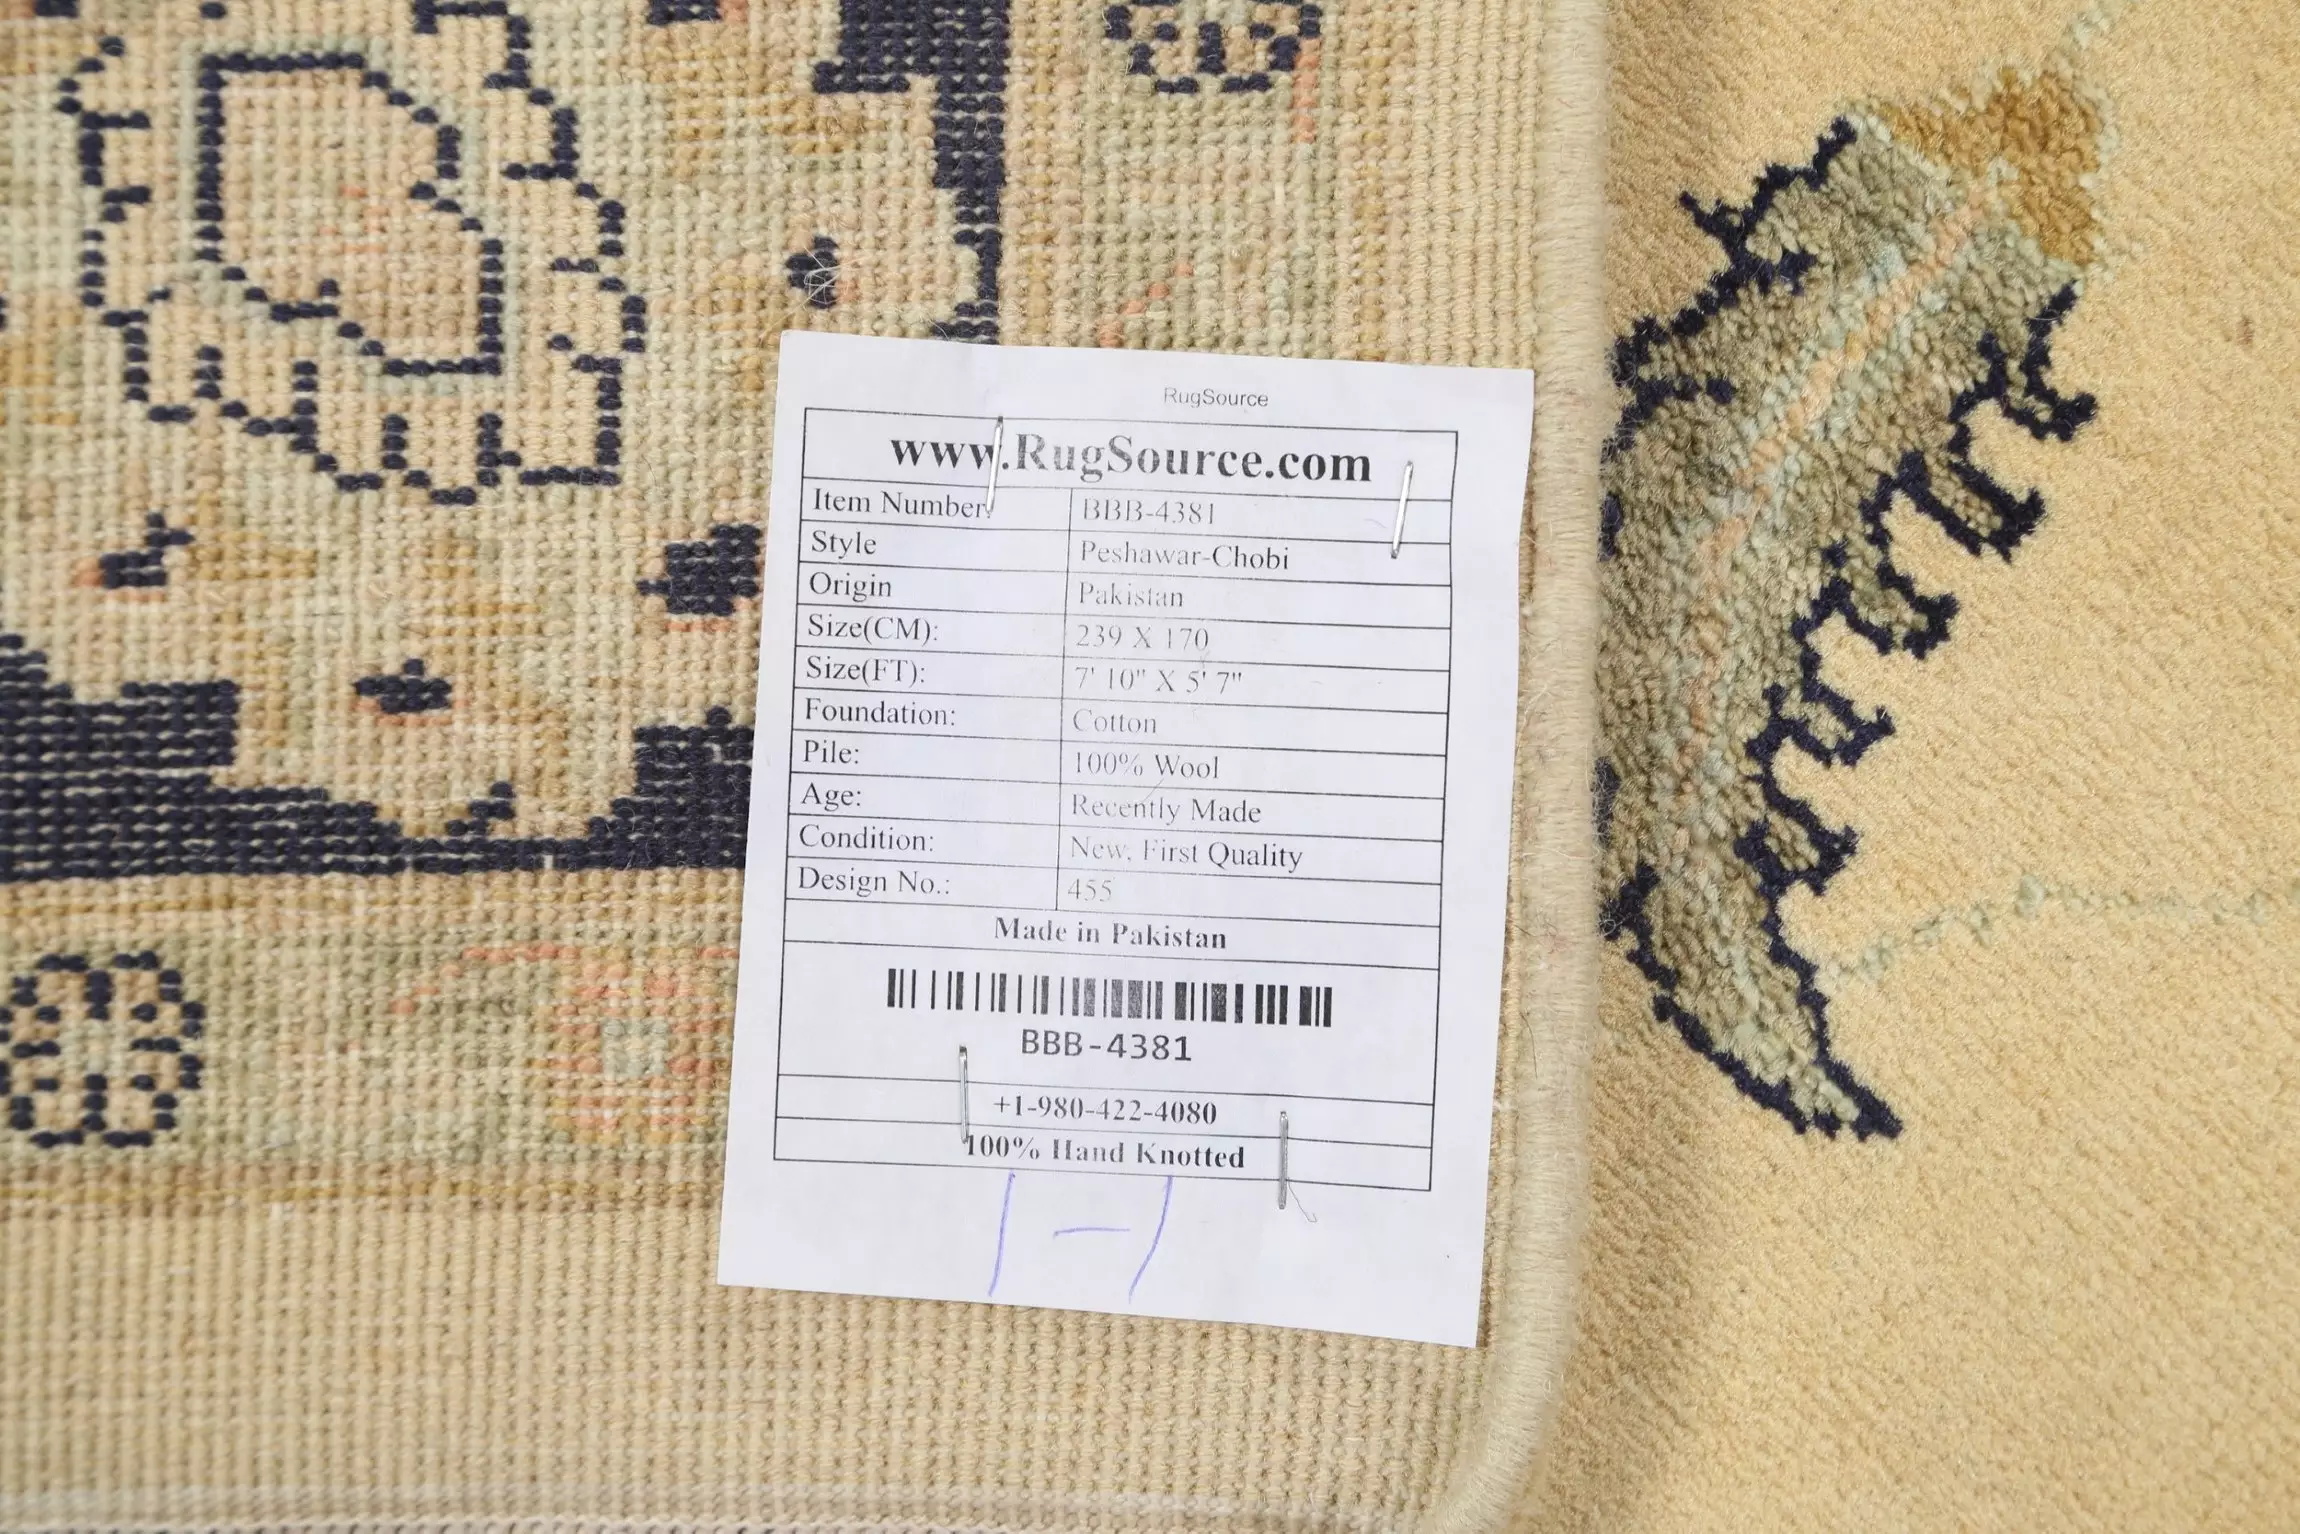 RugSource
www.RugSource.com
Item Number: BBB-4381
Style Peshawar-Chobi
Origin Pakistan
Size(CM): 239 X 170
Size(FT): 7' 10" X 5' 7"
Foundation: Cotton
Pile: 100% Wool
Age: Recently Made
Condition: New, First Quality
Design No.: 455
Made in Pakistan
BBB-4381
+1-980-422-4080
100% Hand Knotted
1-1